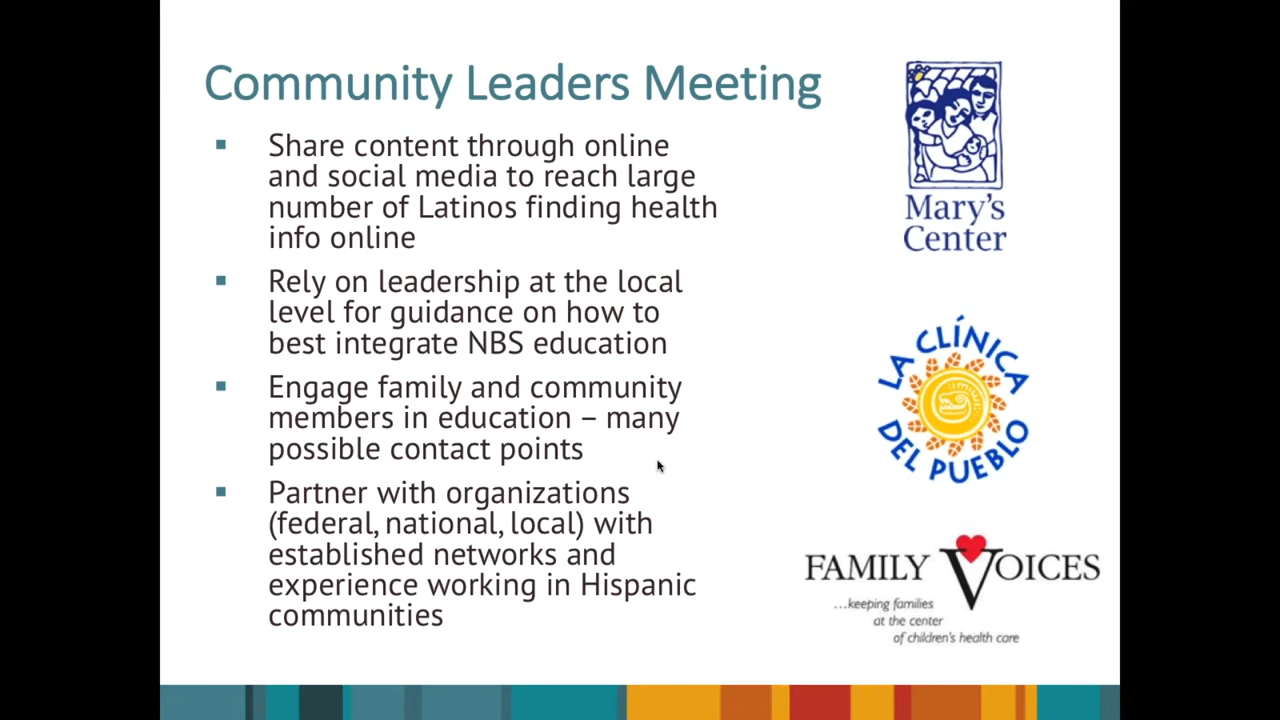 Community Leaders Meeting
Share content through online
and social media to reach large
number of Latinos finding health
info online
Rely on leadership at the local
level for guidance on how to
best integrate NBS education
Engage family and community
members in education – many
possible contact points
Partner with organizations
(federal, national, local) with
established networks and
experience working in Hispanic
communities
Mary's
Center
LA CLÍNICA
DEL PUEBLO
FAMILY VOICES
...keeping families
at the center
of children's health care